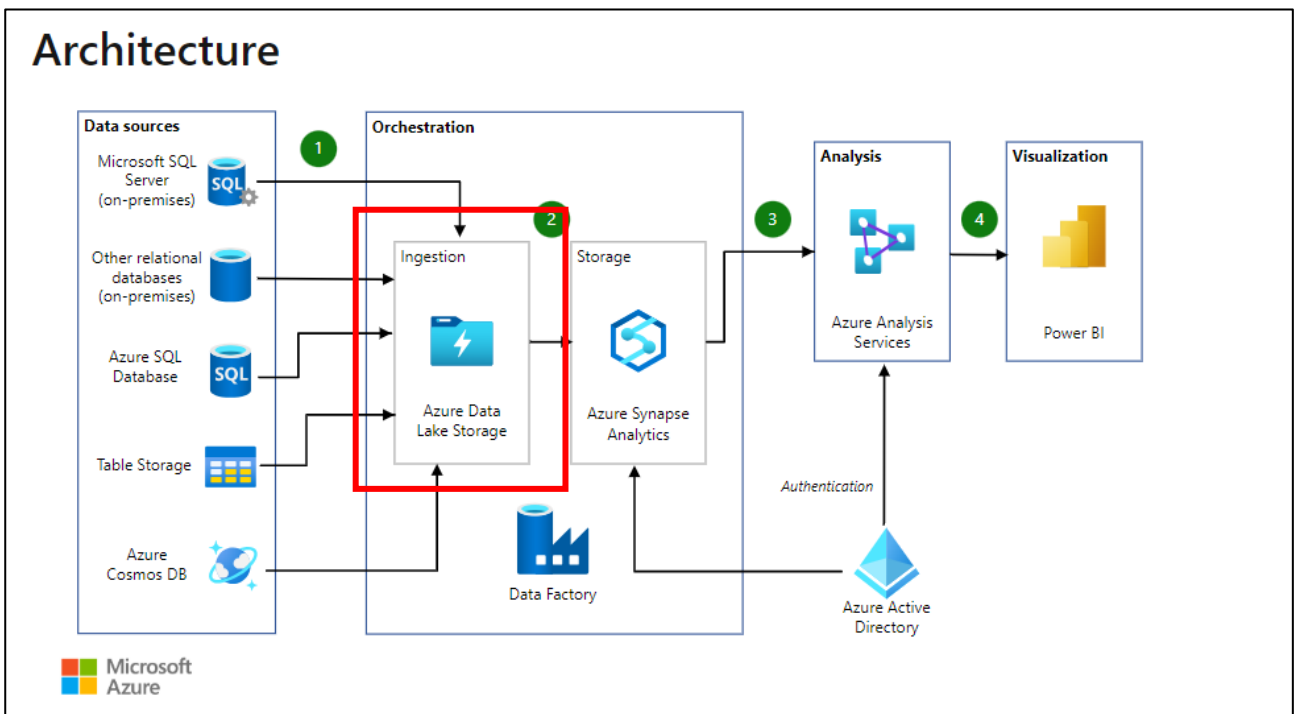 Architecture
Data sources
Microsoft SQL
Server
(on-premises)
SQL
Other relational
databases
(on-premises)
Azure SQL
Database
SQL
Table Storage
Azure
Cosmos DB
1
Orchestration
2
Ingestion
Azure Data
Lake Storage
Storage
Azure Synapse
Analytics
Data Factory
3
Analysis
Azure Analysis
Services
4
Visualization
Power BI
Authentication
Azure Active
Directory
Microsoft
Azure